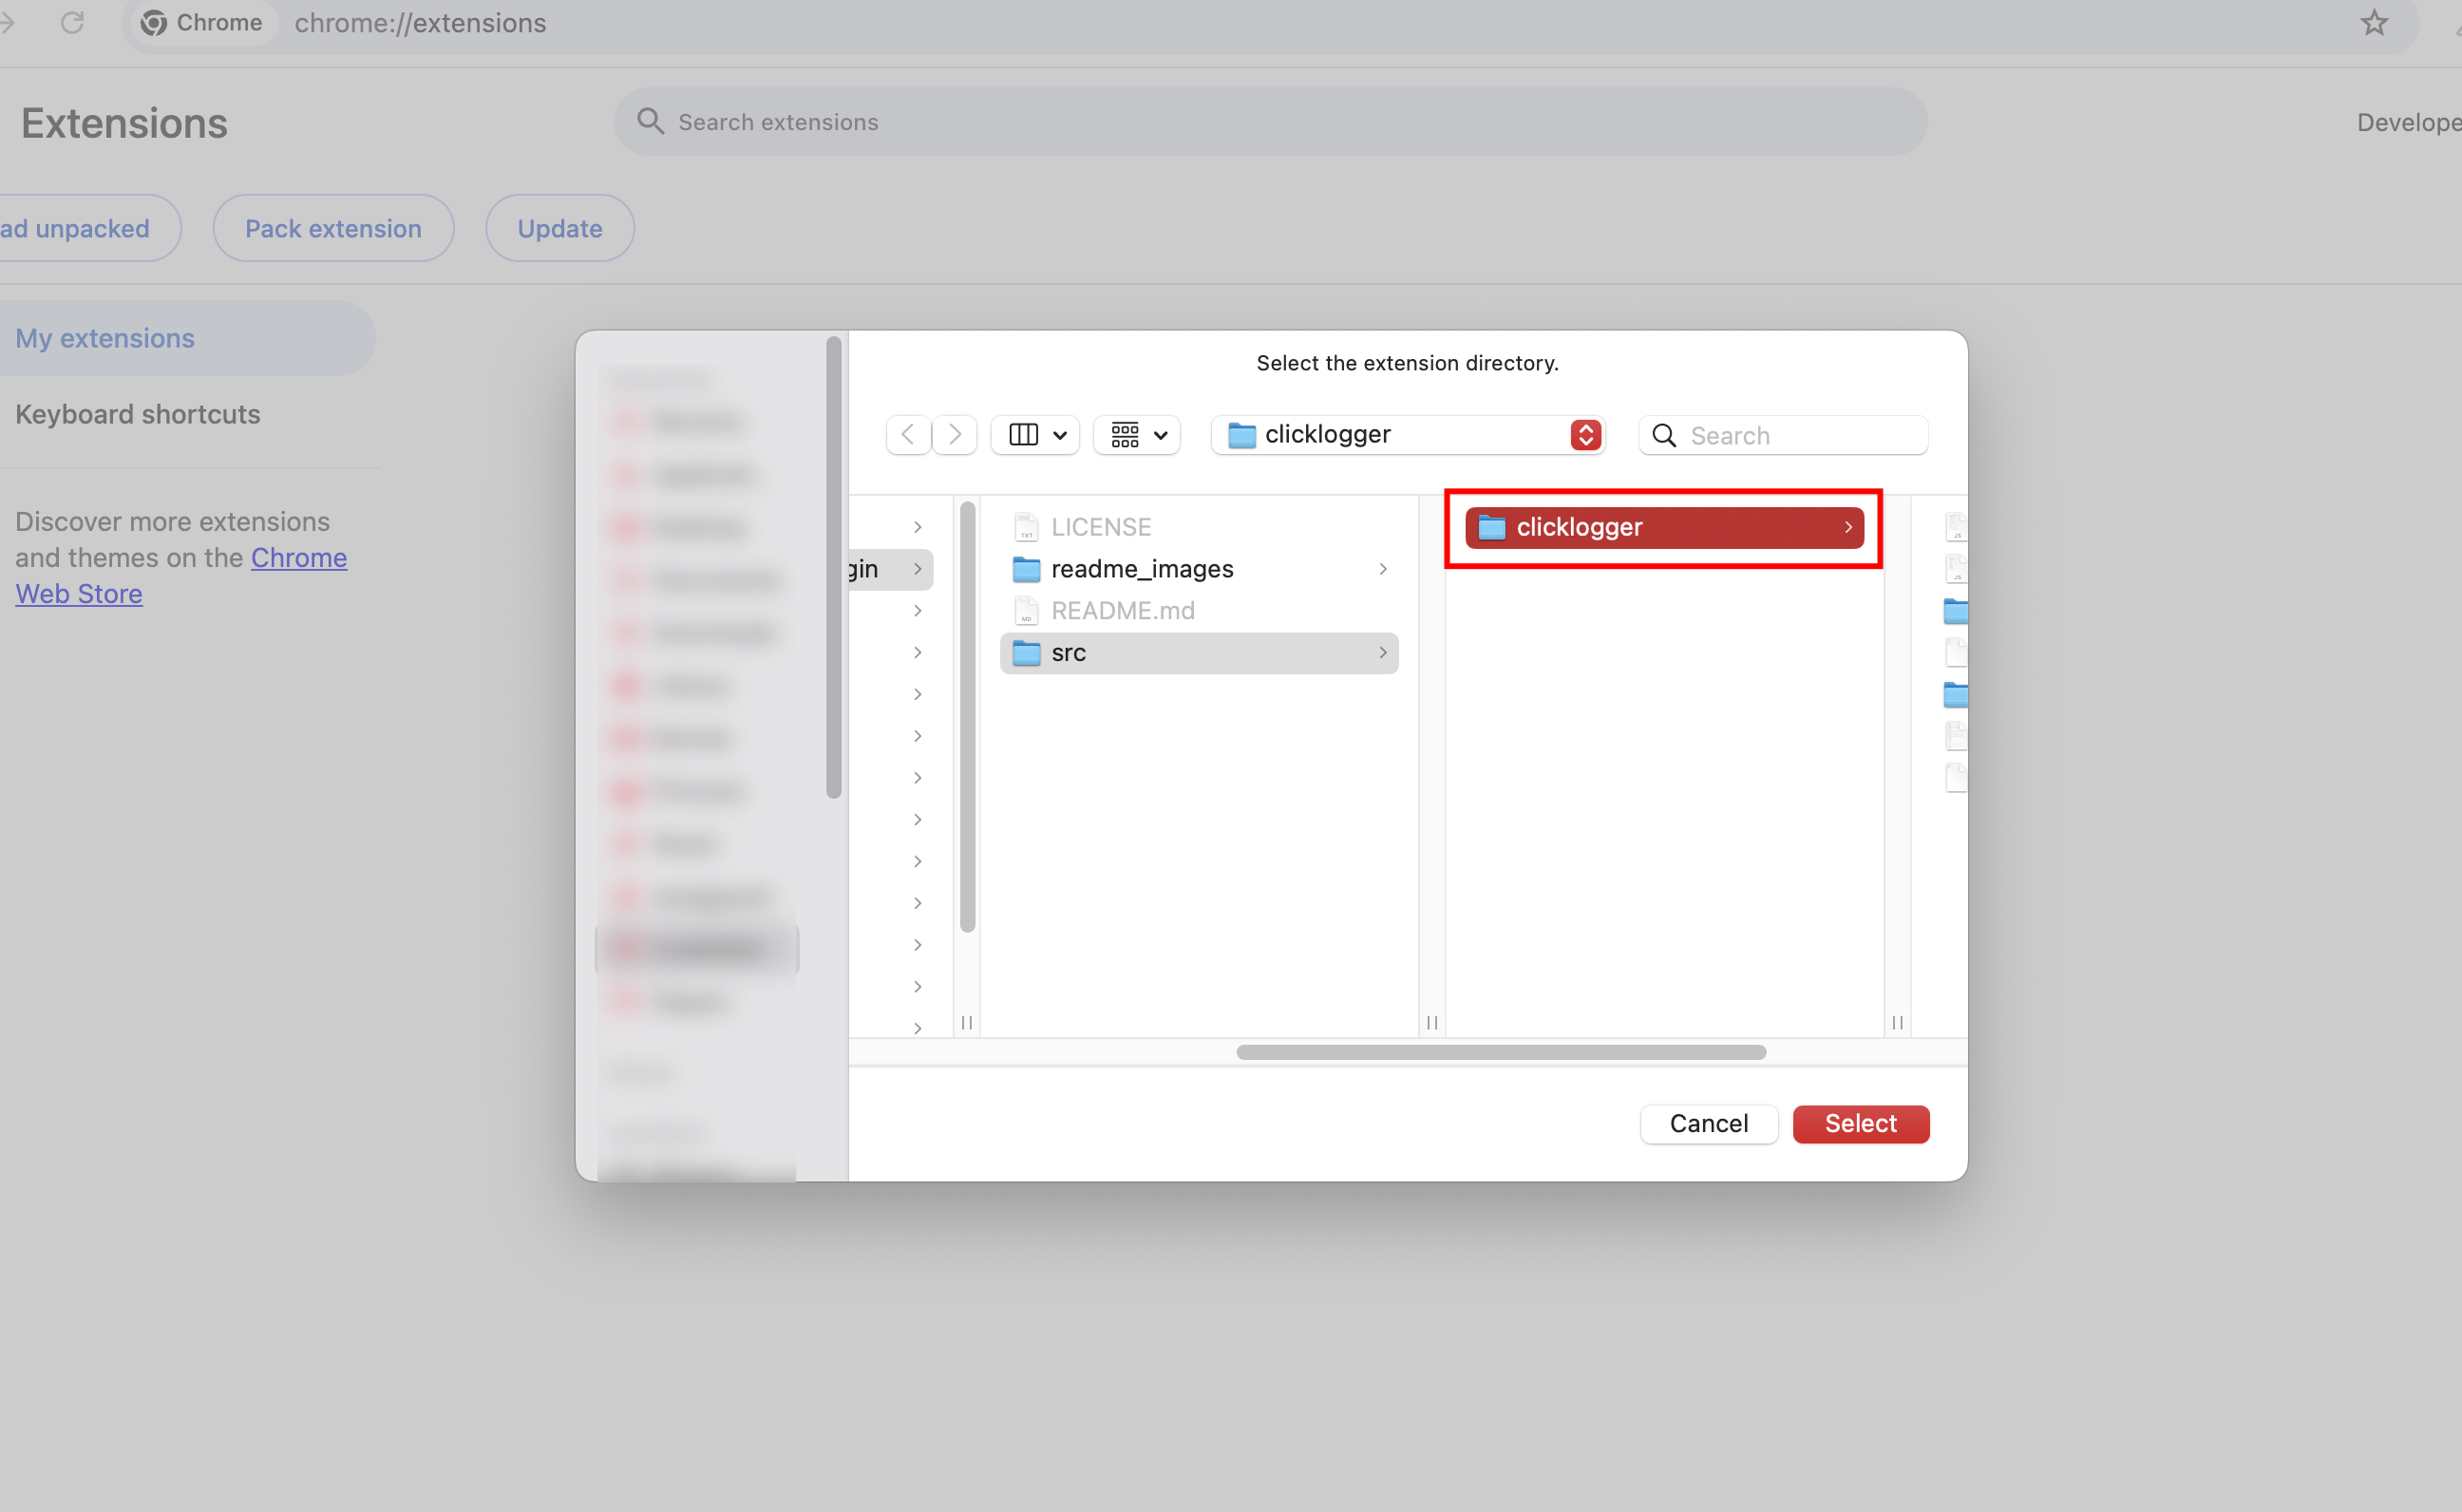 Chrome chrome://extensions
Extensions
Search extensions
Develope
ad unpacked
Pack extension
Update
My extensions
Keyboard shortcuts
Discover more extensions
and themes on the Chrome
Web Store
Select the extension directory.
clicklogger
Search
gin
LICENSE
readme_images
README.md
src
clicklogger
Cancel
Select